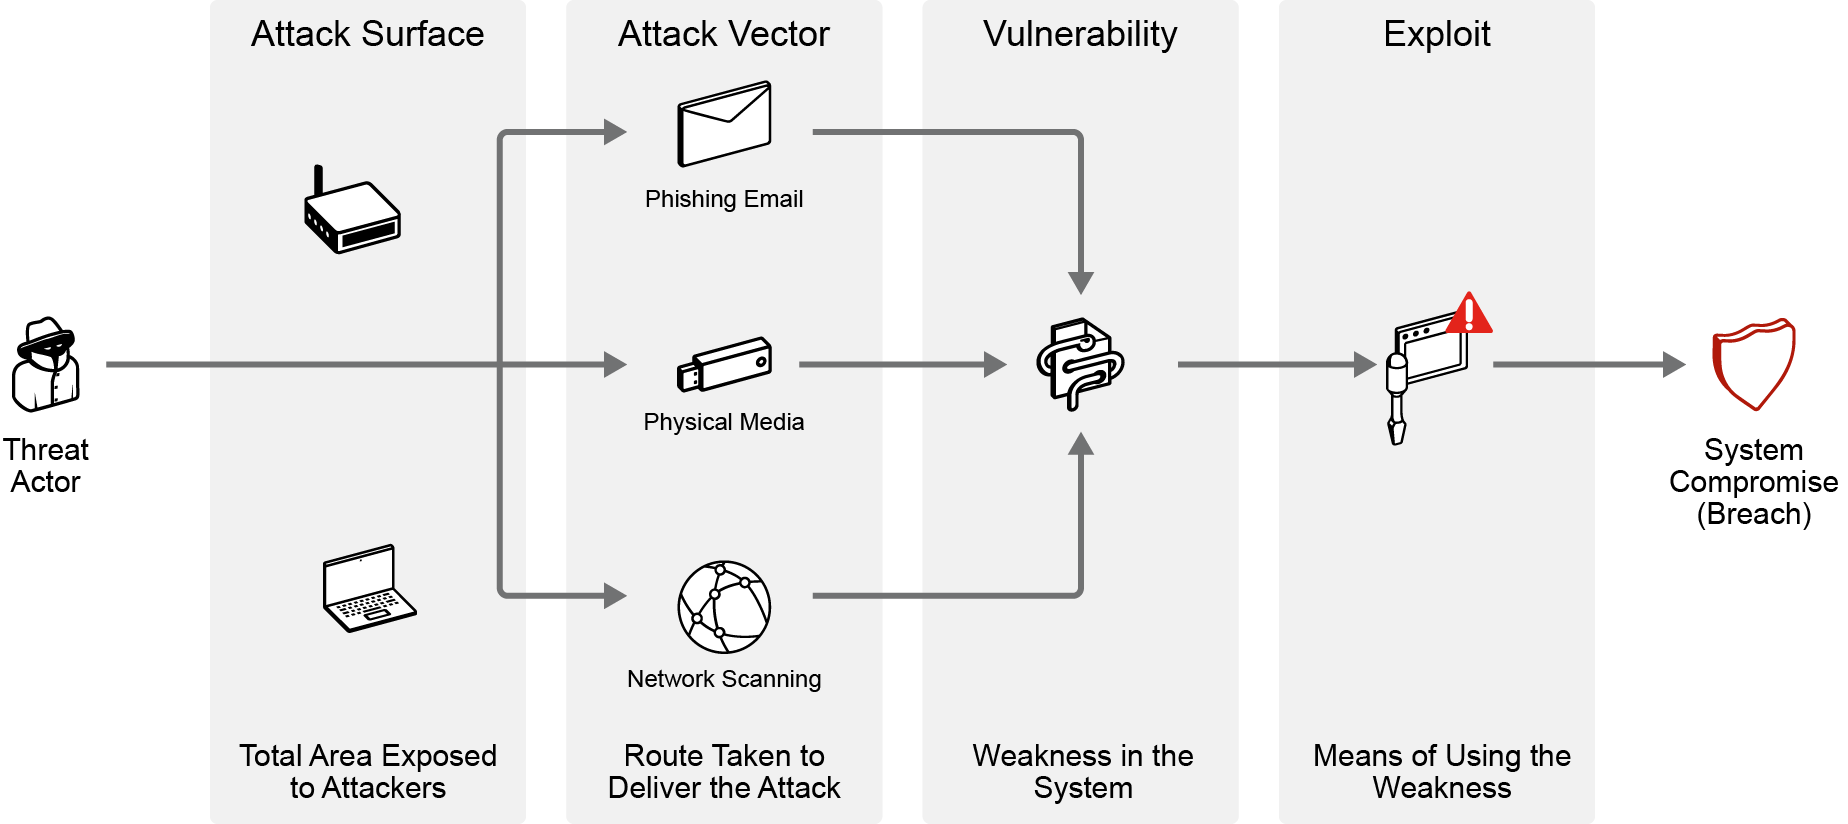 Attack Surface
Attack Vector
Vulnerability
Exploit
Phishing Email
Physical Media
Network Scanning
Threat
Actor
System
Compromise
(Breach)
Total Area Exposed
to Attackers
Route Taken to
Deliver the Attack
Weakness in the
System
Means of Using the
Weakness